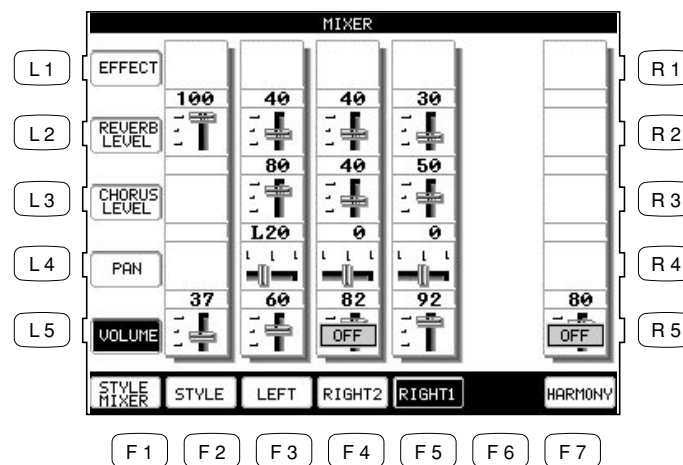 MIXER
L1 EFFECT R1
100 40 40 30
L2 REVERB LEVEL R2
80 40 50
L3 CHORUS LEVEL R3
L20 0 0
L4 PAN R4
37 60 82 92 80
L5 VOLUME OFF OFF R5
STYLE MIXER STYLE LEFT RIGHT2 RIGHT1 HARMONY
F1 F2 F3 F4 F5 F6 F7